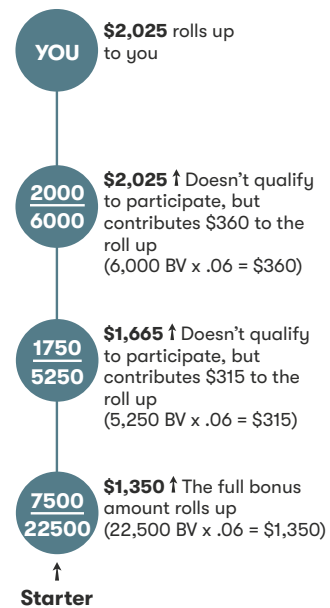 YOU
$2,025 rolls up
to you
2000
6000
$2,025 ↑ Doesn’t qualify
to participate, but
contributes $360 to the
roll up
(6,000 BV x .06 = $360)
1750
5250
$1,665 ↑ Doesn’t qualify
to participate, but
contributes $315 to the
roll up
(5,250 BV x .06 = $315)
7500
22500
$1,350 ↑ The full bonus
amount rolls up
(22,500 BV x .06 = $1,350)
↑
Starter